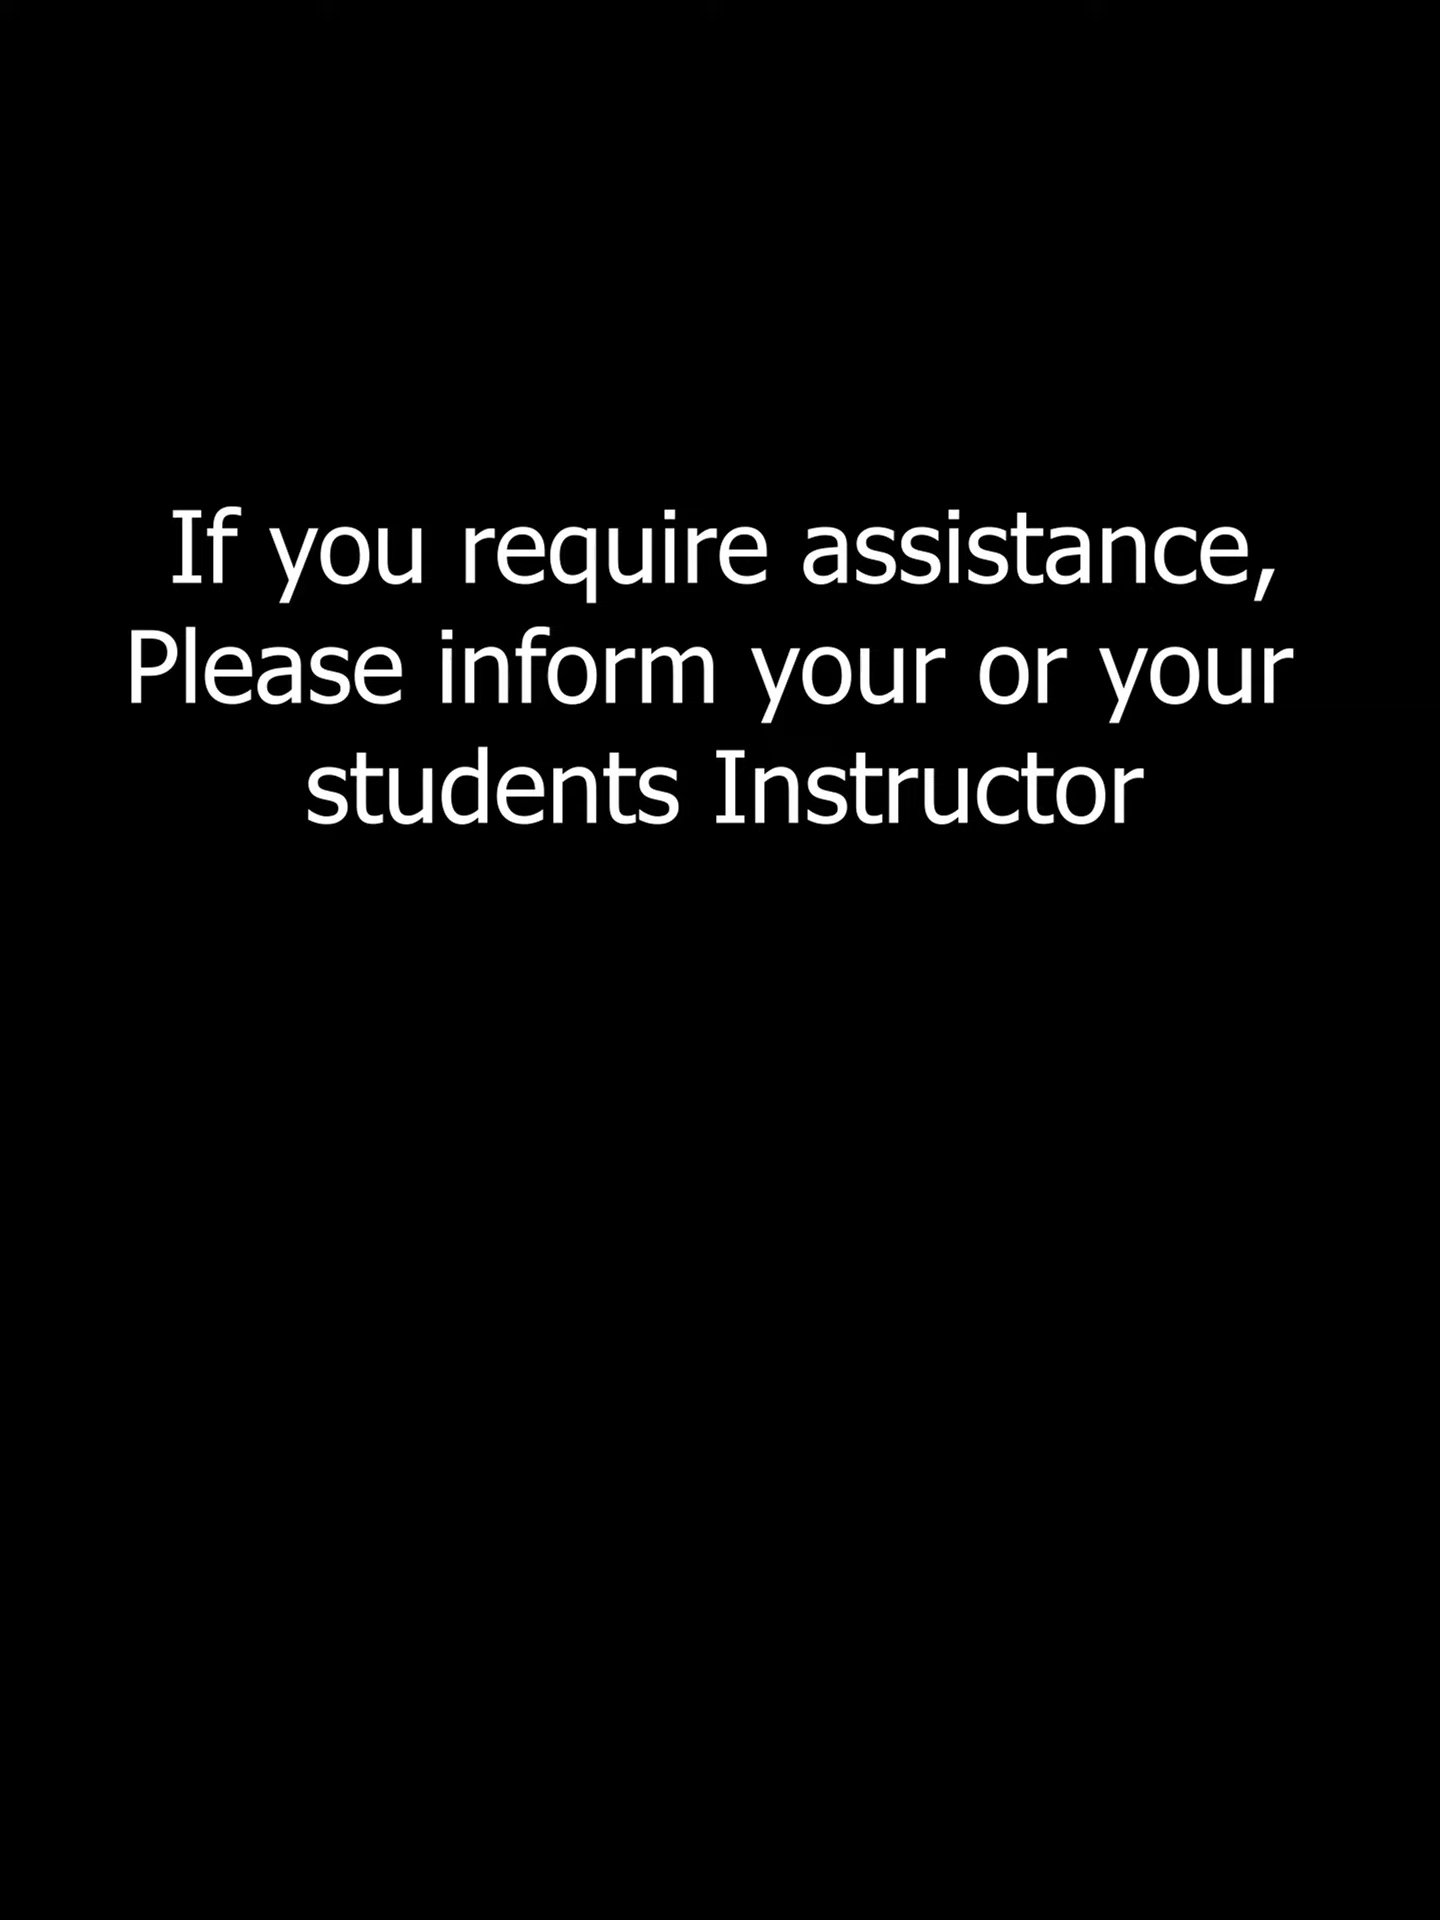 If you require assistance,
Please inform your or your
students Instructor